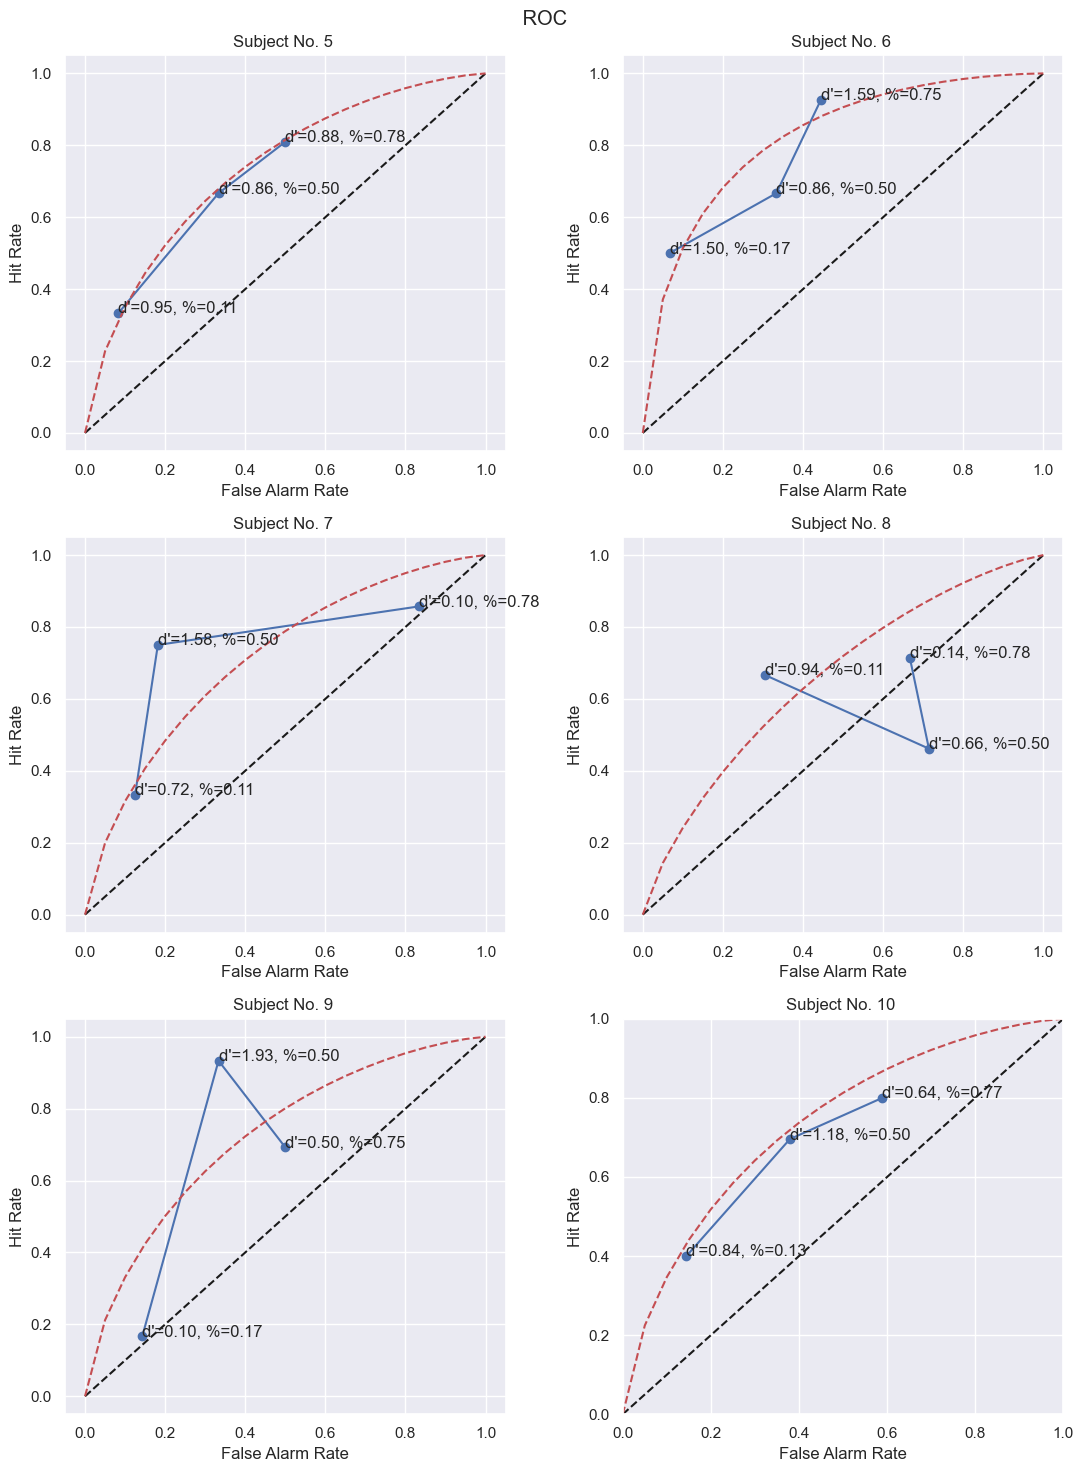 ROC
Subject No. 5
1.0
0.8
0.6
0.4
0.2
0.0
Hit Rate
d'=0.88, %=0.78
d'=0.86, %=0.50
d'=0.95, %=0.11
0.0 0.2 0.4 0.6 0.8 1.0
False Alarm Rate
Subject No. 6
1.0
0.8
0.6
0.4
0.2
0.0
Hit Rate
d'=1.59, %=0.75
d'=0.86, %=0.50
d'=1.50, %=0.17
0.0 0.2 0.4 0.6 0.8 1.0
False Alarm Rate
Subject No. 7
1.0
0.8
0.6
0.4
0.2
0.0
Hit Rate
d'=0.10, %=0.78
d'=1.58, %=0.50
d'=0.72, %=0.11
0.0 0.2 0.4 0.6 0.8 1.0
False Alarm Rate
Subject No. 8
1.0
0.8
0.6
0.4
0.2
0.0
Hit Rate
d'=0.14, %=0.78
d'=0.94, %=0.11
d'=0.66, %=0.50
0.0 0.2 0.4 0.6 0.8 1.0
False Alarm Rate
Subject No. 9
1.0
0.8
0.6
0.4
0.2
0.0
Hit Rate
d'=1.93, %=0.50
d'=0.50, %=0.75
d'=0.10, %=0.17
0.0 0.2 0.4 0.6 0.8 1.0
False Alarm Rate
Subject No. 10
1.0
0.8
0.6
0.4
0.2
0.0
Hit Rate
d'=0.64, %=0.77
d'=1.18, %=0.50
d'=0.84, %=0.13
0.0 0.2 0.4 0.6 0.8 1.0
False Alarm Rate